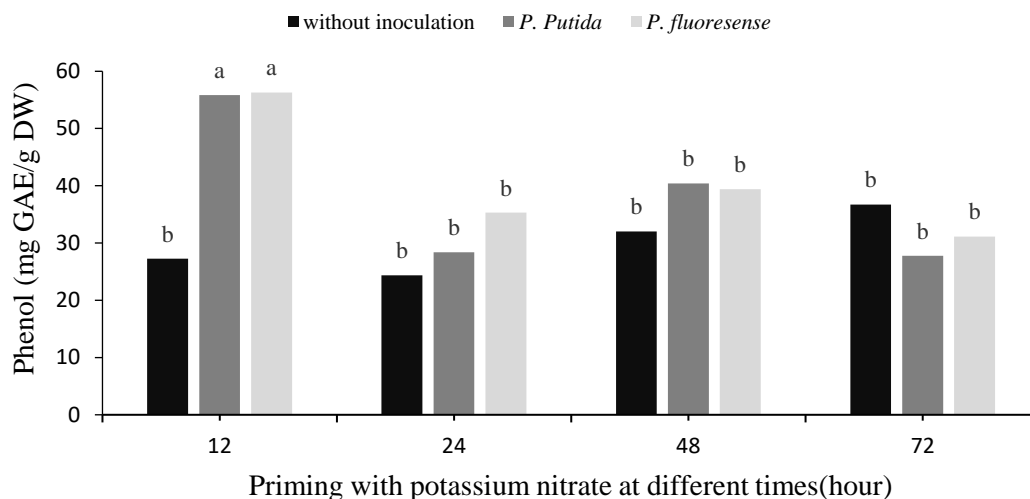 without inoculation P. Putida P. fluoresense
Phenol (mg GAE/g DW)
60
50
40
30
20
10
0
b a a b b b b b b b b b
12 24 48 72
Priming with potassium nitrate at different times(hour)